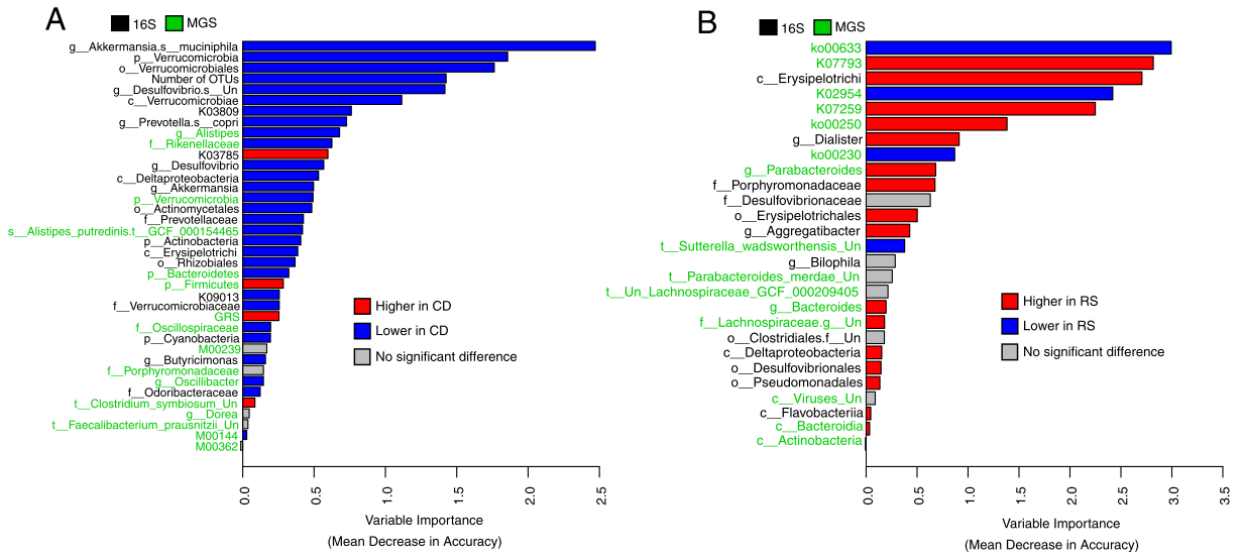 A
16S MGS
g__Akkermansia.s__muciniphila
p__Verrucomicrobia
o__Verrucomicrobiales
Number of OTUs
g__Desulfovibrio.s__Un
c__Verrucomicrobiae
K03809
g__Prevotella.s__copri
g__Alistipes
f__Rikenellaceae
K03785
g__Desulfovibrio
c__Deltaproteobacteria
g__Akkermansia
p__Verrucomicrobia
o__Actinomycetales
f__Prevotellaceae
s__Alistipes_putredinis.t__GCF_000154465
p__Actinobacteria
c__Erysipelotrichi
o__Rhizobiales
p__Bacteroidetes
p__Firmicutes
K09013
f__Verrucomicrobiaceae
GRS
f__Oscillospiraceae
p__Cyanobacteria
M00239
g__Butyricimonas
f__Porphyromonadaceae
g__Oscillibacter
f__Odoribacteraceae
t__Clostridium_symbiosum_Un
g__Dorea
t__Faecalibacterium_prausnitzii_Un
M00144
M00362
Higher in CD
Lower in CD
No significant difference
0.0 0.5 1.0 1.5 2.0 2.5
Variable Importance
(Mean Decrease in Accuracy)
B
16S MGS
ko00633
K07793
c__Erysipelotrichi
K02954
K07259
ko00250
g__Dialister
ko00230
g__Parabacteroides
f__Porphyromonadaceae
f__Desulfovibrionaceae
o__Erysipelotrichales
g__Aggregatibacter
t__Sutterella_wadsworthensis_Un
g__Bilophila
t__Parabacteroides_merdae_Un
t__Un_Lachnospiraceae_GCF_000209405
g__Bacteroides
f__Lachnospiraceae.g__Un
o__Clostridiales.f__Un
c__Deltaproteobacteria
o__Desulfovibrionales
o__Pseudomonadales
c__Viruses_Un
c__Flavobacteriia
c__Bacteroidia
c__Actinobacteria
Higher in RS
Lower in RS
No significant difference
0.0 0.5 1.0 1.5 2.0 2.5 3.0 3.5
Variable Importance
(Mean Decrease in Accuracy)